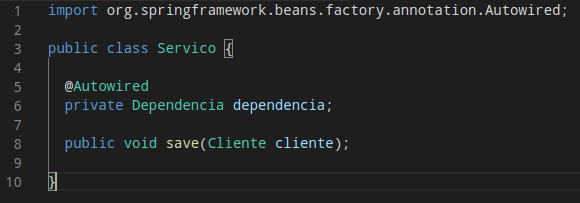 1 import org.springframework.beans.factory.annotation.Autowired;
2
3 public class Servico {
4
5 @Autowired
6 private Dependencia dependencia;
7
8 public void save(Cliente cliente);
9
10 }